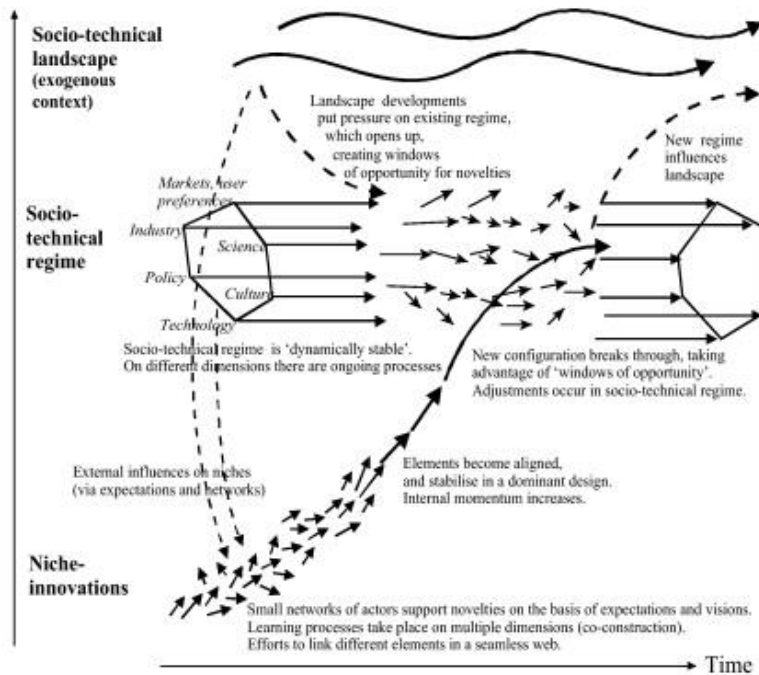 Socio-technical
landscape
(exogenous
context)
Landscape developments
put pressure on existing regime,
which opens up,
creating windows
of opportunity for novelties
New regime
influences
landscape
Socio-
technical
regime
Markets, user
preferences
Industry
Science
Policy
Culture
Technology
Socio-technical regime is ‘dynamically stable’.
On different dimensions there are ongoing processes
New configuration breaks through, taking
advantage of ‘windows of opportunity’.
Adjustments occur in socio-technical regime.
External influences on niches
(via expectations and networks)
Elements become aligned,
and stabilise in a dominant design.
Internal momentum increases.
Niche-
innovations
Small networks of actors support novelties on the basis of expectations and visions.
Learning processes take place on multiple dimensions (co-construction).
Efforts to link different elements in a seamless web.
Time